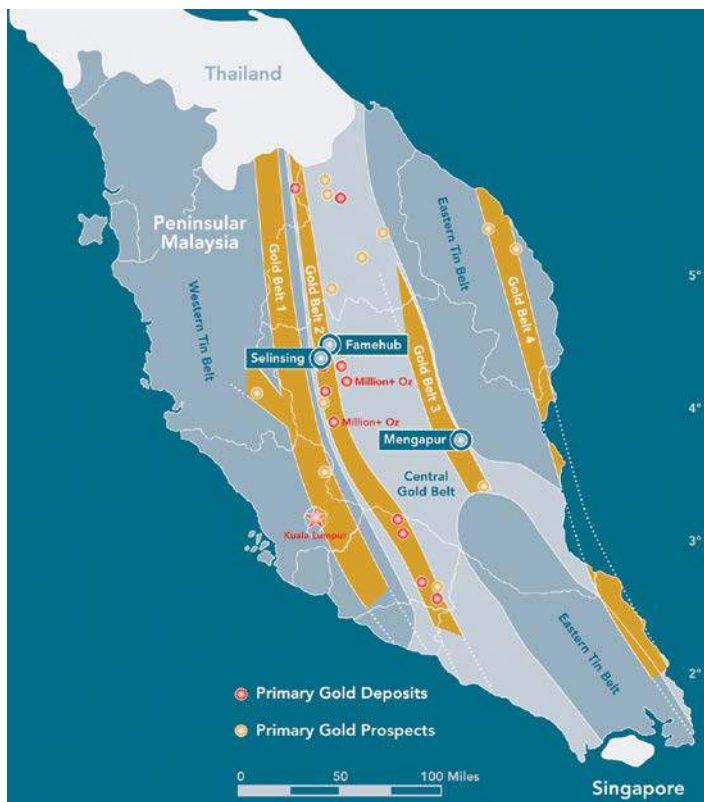 Thailand
Peninsular
Malaysia
Western Tin Belt
Gold Belt 1
Gold Belt 2
Eastern Tin Belt
Gold Belt 4
5°
Famehub
Selinsing
Gold Belt 3
Million+ Oz
4°
Million+ Oz
Mengapur
Central
Gold Belt
Kuala Lumpur
3°
Eastern Tin Belt
2°
Primary Gold Deposits
Primary Gold Prospects
0 50 100 Miles
Singapore